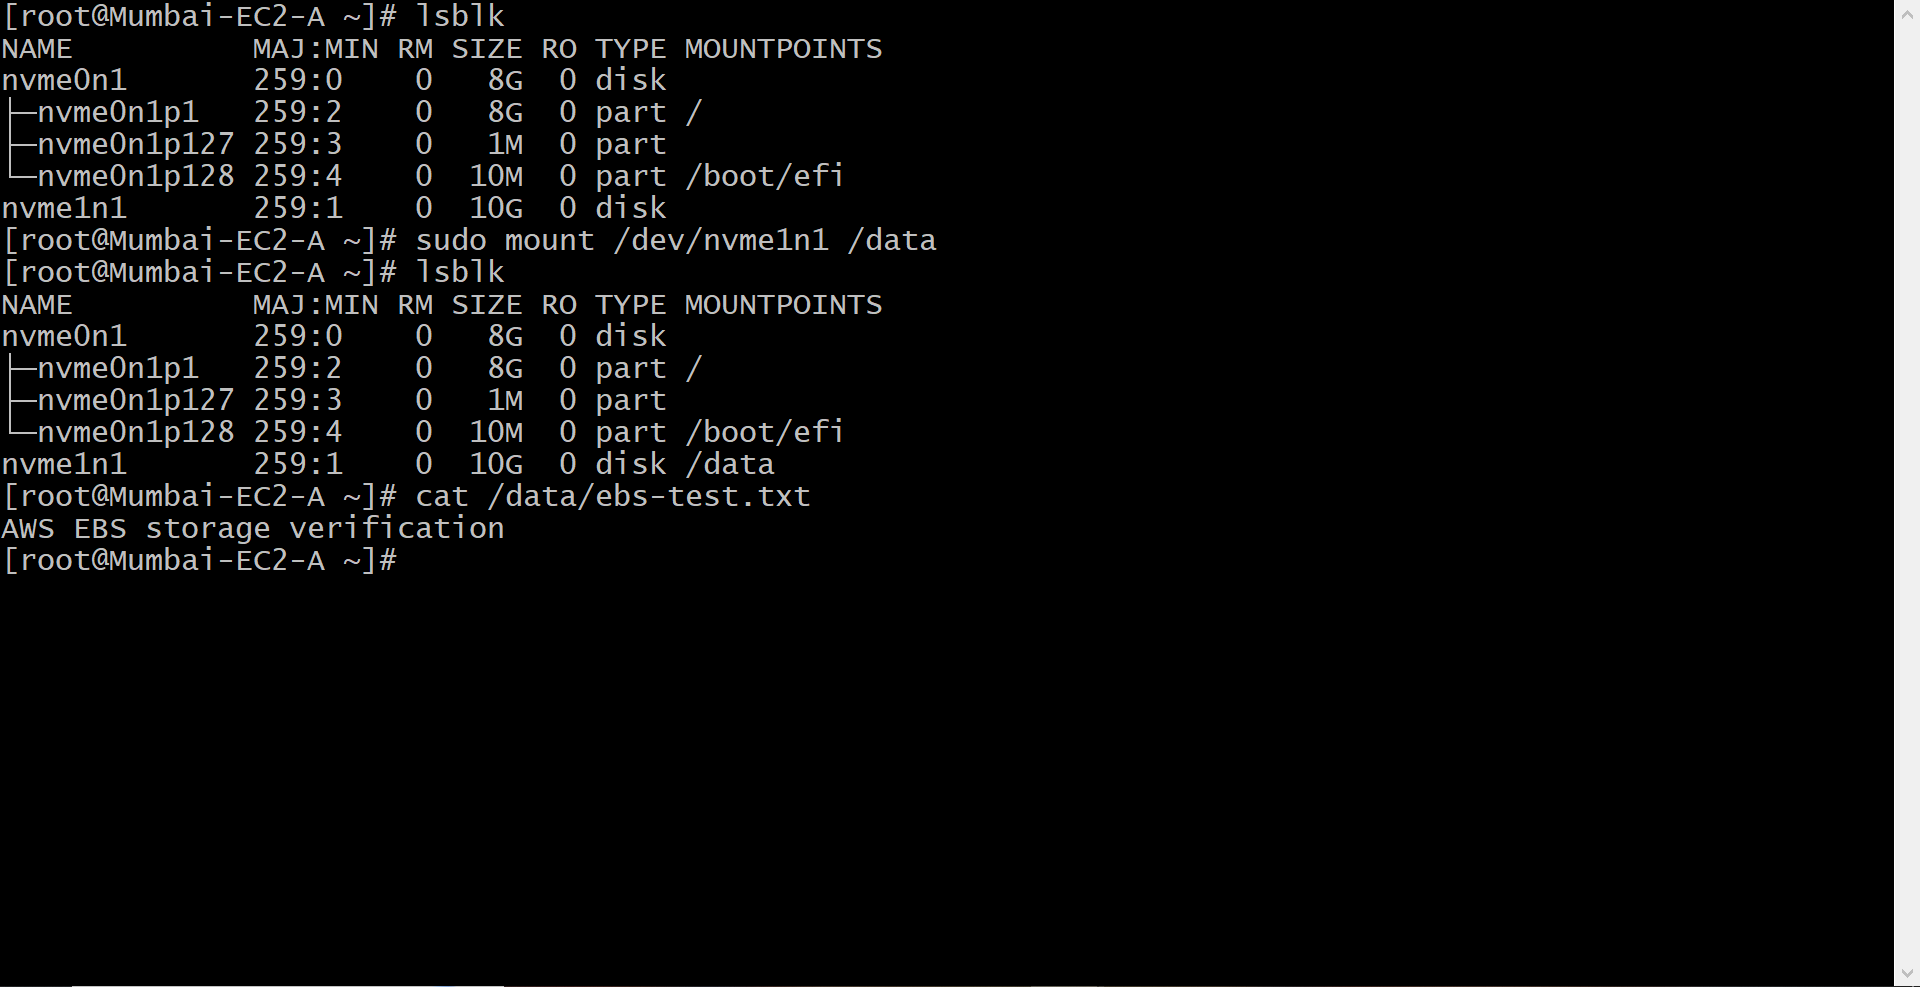 [root@Mumbai-EC2-A ~]# lsblk
NAME          MAJ:MIN RM SIZE RO TYPE MOUNTPOINTS
nvme0n1       259:0    0   8G  0 disk
├─nvme0n1p1   259:2    0   8G  0 part /
├─nvme0n1p127 259:3    0   1M  0 part
└─nvme0n1p128 259:4    0  10M  0 part /boot/efi
nvme1n1       259:1    0  10G  0 disk
[root@Mumbai-EC2-A ~]# sudo mount /dev/nvme1n1 /data
[root@Mumbai-EC2-A ~]# lsblk
NAME          MAJ:MIN RM SIZE RO TYPE MOUNTPOINTS
nvme0n1       259:0    0   8G  0 disk
├─nvme0n1p1   259:2    0   8G  0 part /
├─nvme0n1p127 259:3    0   1M  0 part
└─nvme0n1p128 259:4    0  10M  0 part /boot/efi
nvme1n1       259:1    0  10G  0 disk /data
[root@Mumbai-EC2-A ~]# cat /data/ebs-test.txt
AWS EBS storage verification
[root@Mumbai-EC2-A ~]#